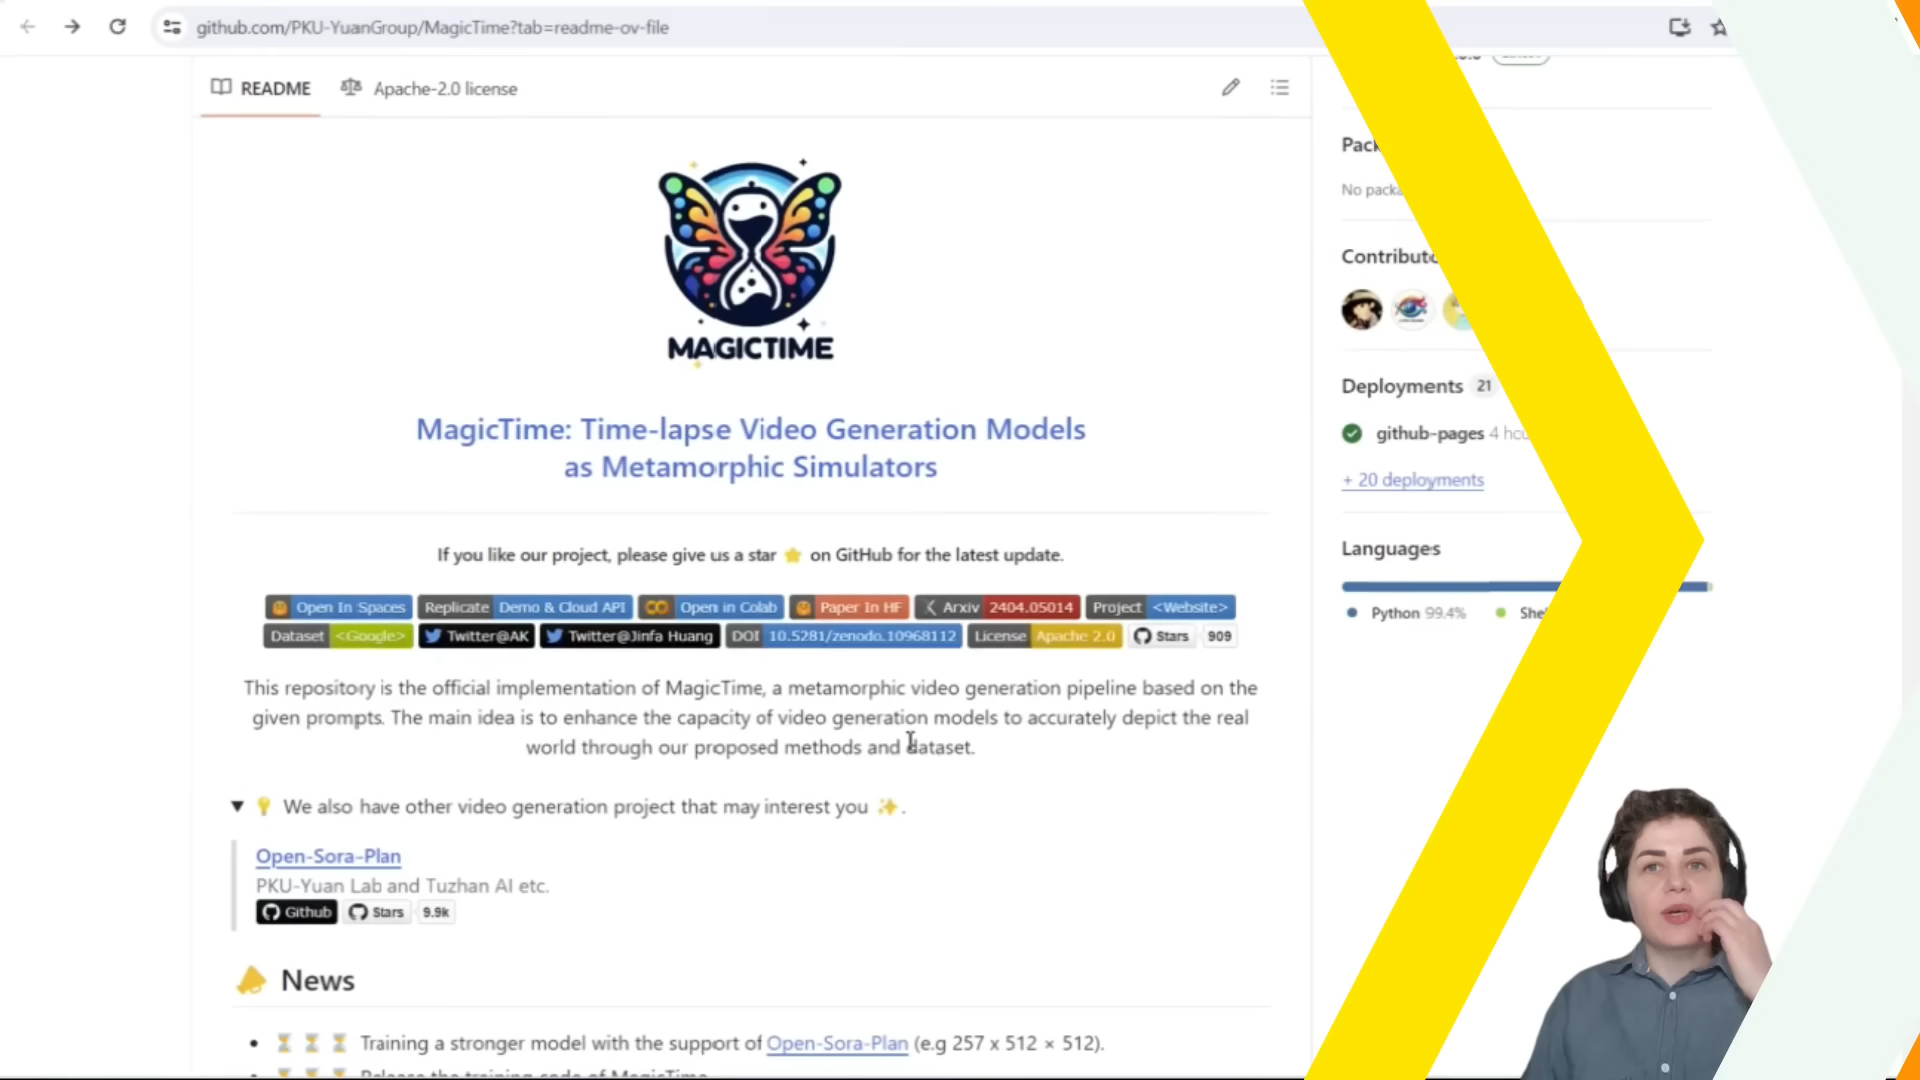 github.com/PKU-YuanGroup/MagicTime?tab=readme-ov-file
README
Apache-2.0 license
MAGICTIME
MagicTime: Time-lapse Video Generation Models
as Metamorphic Simulators
If you like our project, please give us a star ⭐ on GitHub for the latest update.
Open In Spaces Replicate Demo & Cloud API Open in Colab Paper In HF Arxiv 2404.05014 Project <Website>
Dataset <Google> Twitter@AK Twitter@Jinfa Huang DOI 10.5281/zenodo.10968112 License Apache 2.0 Stars 909
This repository is the official implementation of MagicTime, a metamorphic video generation pipeline based on the
given prompts. The main idea is to enhance the capacity of video generation models to accurately depict the real
world through our proposed methods and dataset.
We also have other video generation project that may interest you ✨.
Open-Sora-Plan
PKU-Yuan Lab and Tuzhan AI etc.
Github Stars 9.9k
News
Training a stronger model with the support of Open-Sora-Plan (e.g 257 x 512 × 512).
Release the training code of MagicTime.
No
Deployments 21
github-pages 4
+ 20 deployments
Languages
Python 99.4%